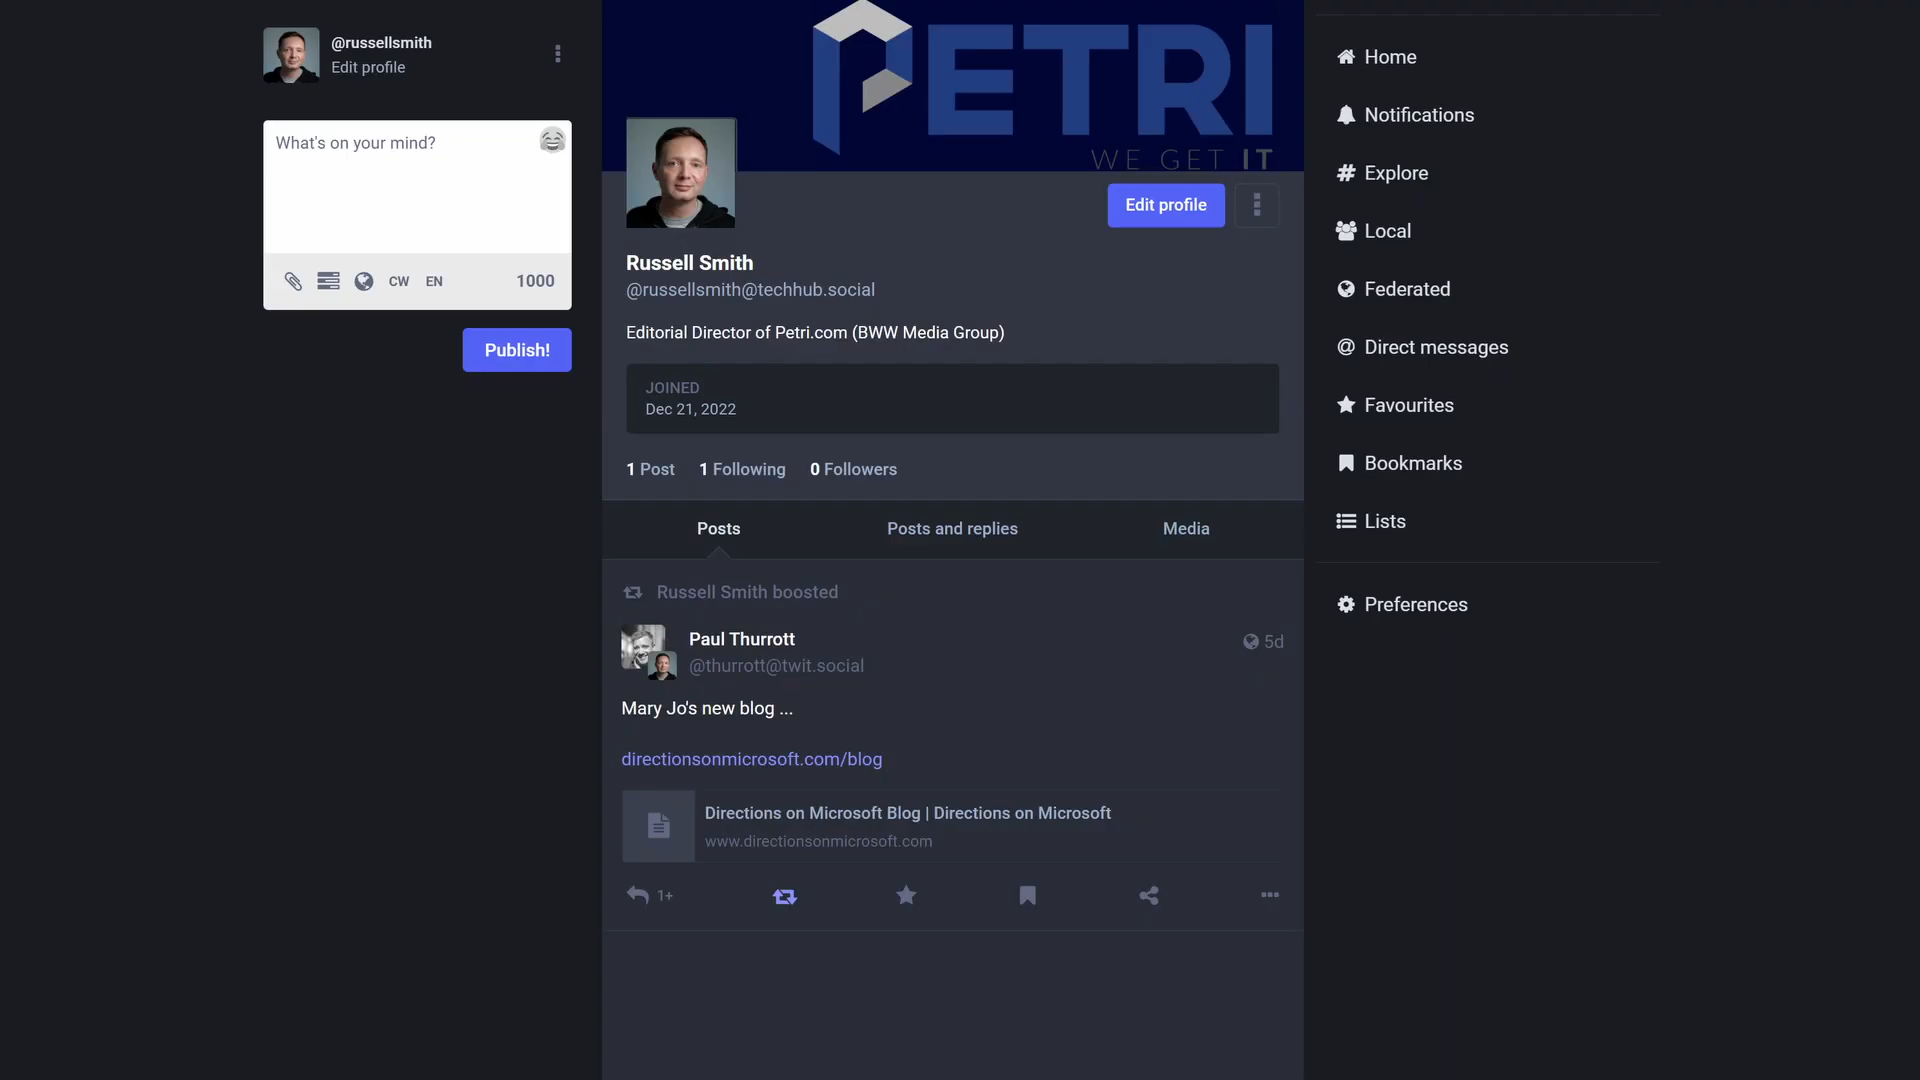 @russellsmith
Edit profile
What's on your mind?
CW EN 1000
Publish!
PETRI
WE GET IT
Edit profile
Russell Smith
@russellsmith@techhub.social
Editorial Director of Petri.com (BWW Media Group)
JOINED
Dec 21, 2022
1 Post 1 Following 0 Followers
Posts Posts and replies Media
Russell Smith boosted
Paul Thurrott 5d
@thurrott@twit.social
Mary Jo's new blog ...
directionsonmicrosoft.com/blog
Directions on Microsoft Blog | Directions on Microsoft
www.directionsonmicrosoft.com
1+
Home
Notifications
Explore
Local
Federated
Direct messages
Favourites
Bookmarks
Lists
Preferences